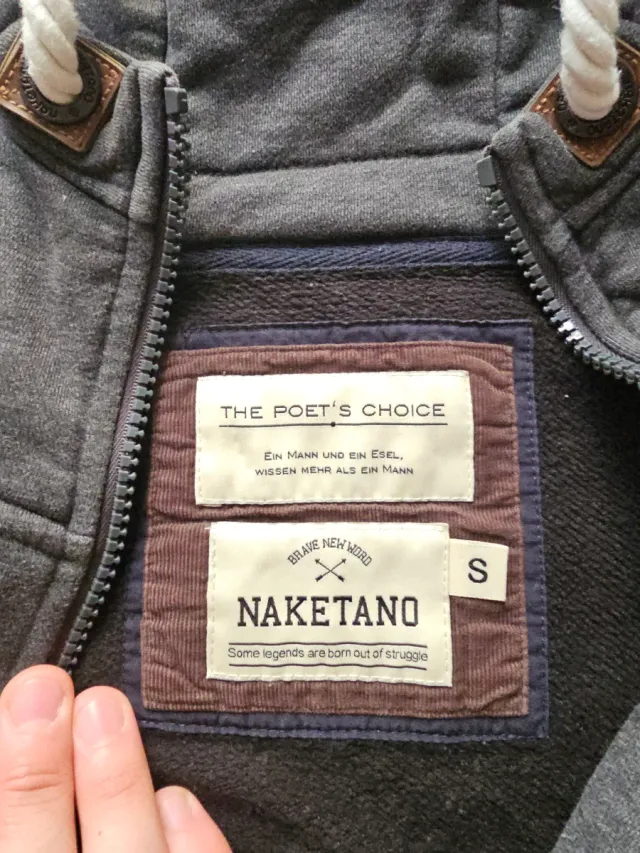 THE POET'S CHOICE
EIN MANN UND EIN ESEL,
WISSEN MEHR ALS EIN MANN
BRAVE NEW WORD
NAKETANO
S
Some legends are born out of struggle